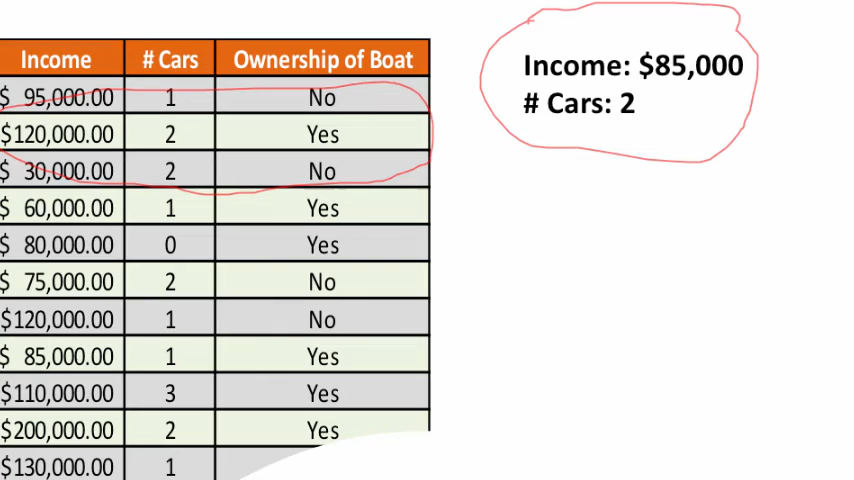 Income # Cars Ownership of Boat
$ 95,000.00 1 No
$120,000.00 2 Yes
$ 30,000.00 2 No
$ 60,000.00 1 Yes
$ 80,000.00 0 Yes
$ 75,000.00 2 No
$120,000.00 1 No
$ 85,000.00 1 Yes
$110,000.00 3 Yes
$200,000.00 2 Yes
$130,000.00 1
Income: $85,000
# Cars: 2